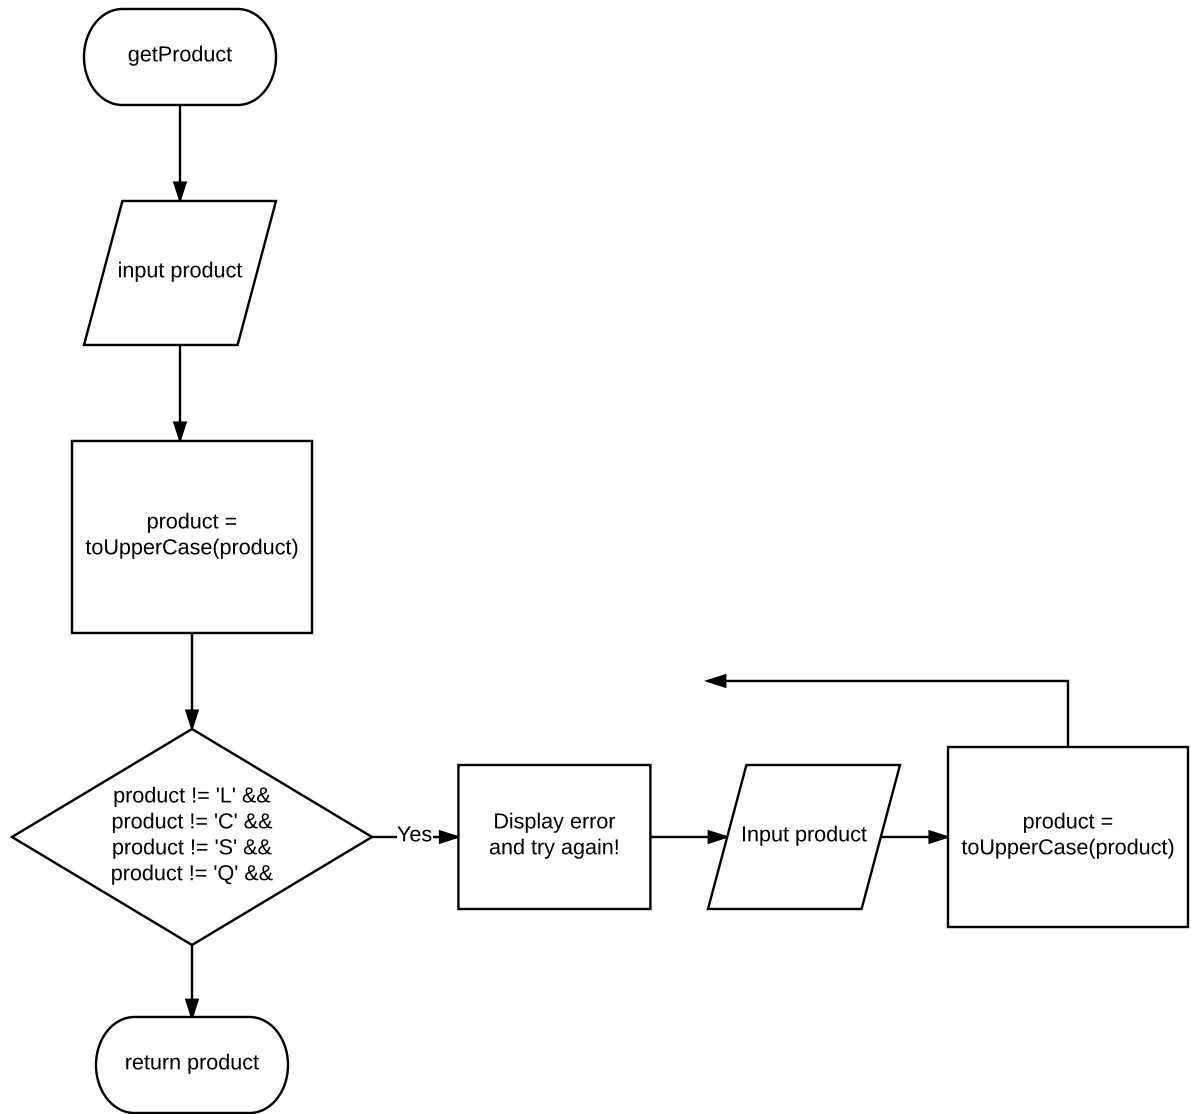 getProduct
input product
product =
toUpperCase(product)
product != 'L' &&
product != 'C' &&
product != 'S' &&
product != 'Q' &&
Yes
Display error
and try again!
Input product
product =
toUpperCase(product)
return product